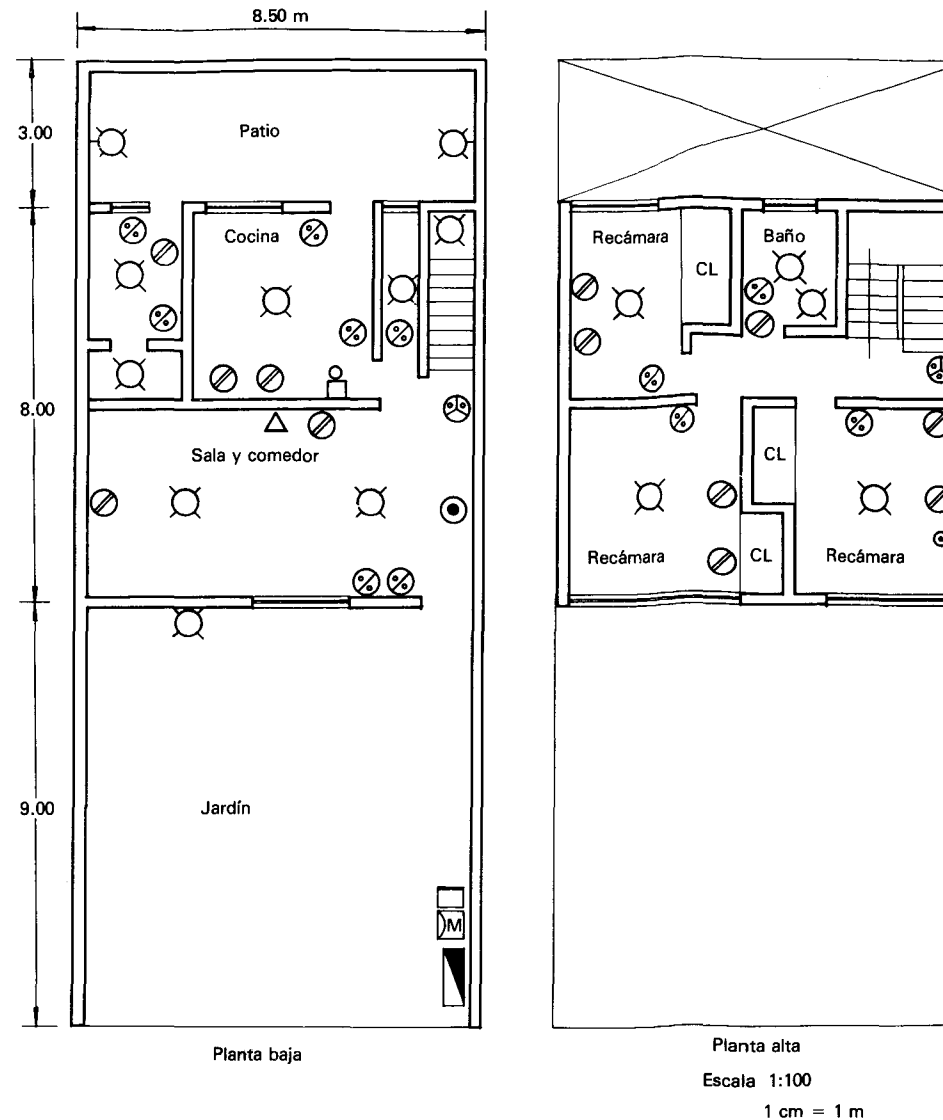 8.50 m
3.00
Patio
Cocina
8.00
Sala y comedor
9.00
Jardín
M
Planta baja
Recámara
CL
Baño
CL
Recámara
CL
Recámara
Planta alta
Escala 1:100
1 cm = 1 m